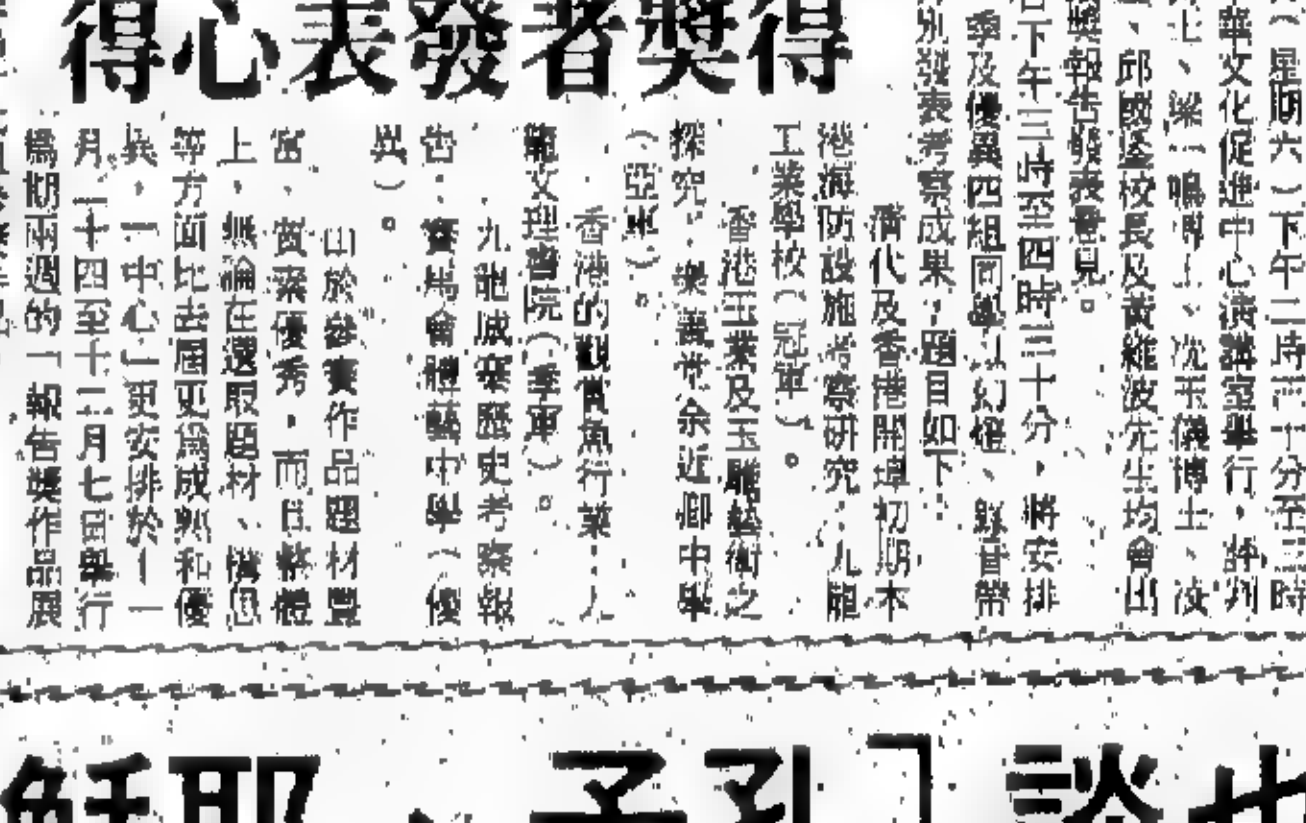 得獎者發表心得
（星期六）下午二時三十分至三時
華文化促進中心演講室舉行，評判
士、梁一鳴博士、沈玉儀博士、凌
、邱國隆校長及黃維波先生均會出
獎報告發表意見。
下午三時至四時三十分，將安排
季及優異四組同學以幻燈、錄音帶
別發表考察成果，題目如下：
清代及香港開埠初期本
港海防設施考察研究，九龍
工業學校（冠軍）。
香港玉業及玉雕藝術之
探究，樂善堂余近卿中學
（亞軍）。
香港的觀賞魚行業，九
龍文理書院（季軍）。
九龍城寨歷史考察報
告，賽馬會體藝中學（優
異）。
由於參賽作品題材豐
富、質素優秀，而且整體
上，無論在選取題材、構思
等方面比去屆更為成熟和優
異，「中心」更安排於十一
月二十四至十二月七日舉行
為期兩週的「報告獎作品展
穌耶、子孔］談也